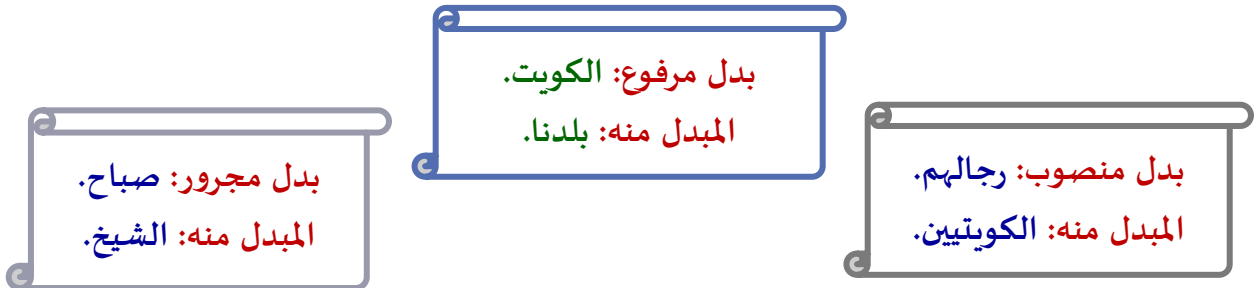 بدل مرفوع: الكويت.
المبدل منه: بلدنا.
بدل منصوب: رجالهم.
المبدل منه: الكويتيين.
بدل مجرور: صباح.
المبدل منه: الشيخ.